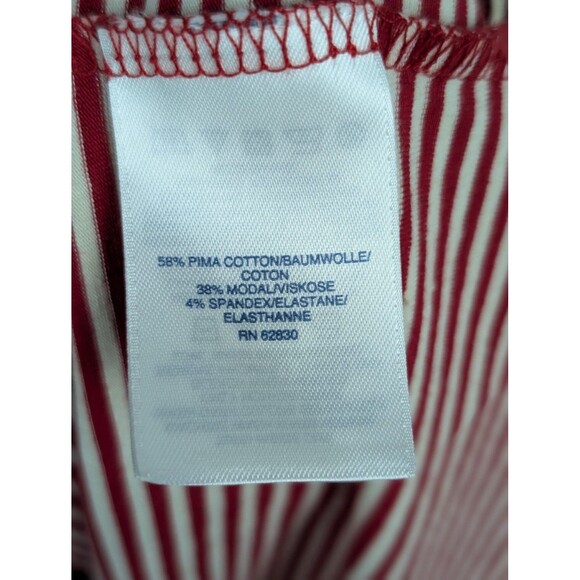 58% PIMA COTTON/BAUMWOLLE/
COTON
38% MODAL/VISKOSE
4% SPANDEX/ELASTANE/
ELASTHANNE
RN 62830